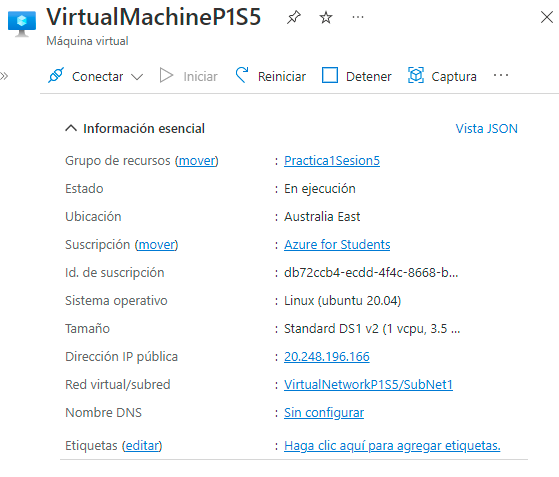 VirtualMachineP1S5
Máquina virtual
Conectar Iniciar Reiniciar Detener Captura
Información esencial Vista JSON
Grupo de recursos (mover) : Practica1Sesion5
Estado : En ejecución
Ubicación : Australia East
Suscripción (mover) : Azure for Students
Id. de suscripción : db72ccb4-ecdd-4f4c-8668-b...
Sistema operativo : Linux (ubuntu 20.04)
Tamaño : Standard DS1 v2 (1 vcpu, 3.5 ...
Dirección IP pública : 20.248.196.166
Red virtual/subred : VirtualNetworkP1S5/SubNet1
Nombre DNS : Sin configurar
Etiquetas (editar) : Haga clic aquí para agregar etiquetas.